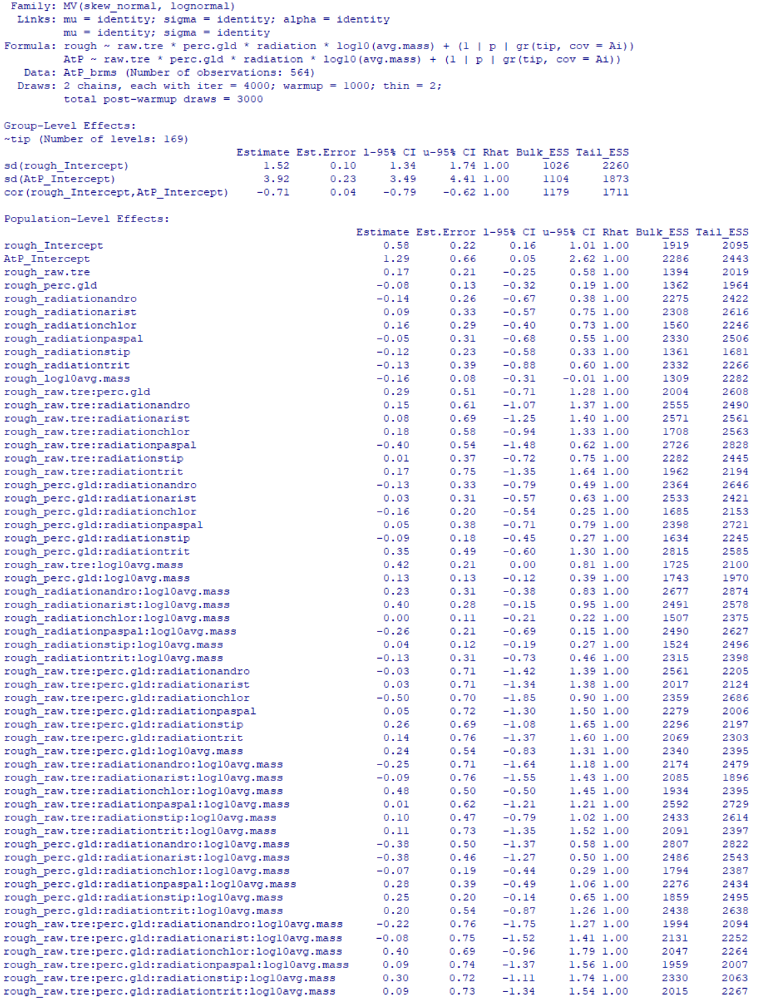 Family: MV(skew_normal, lognormal)
Links: mu = identity; sigma = identity; alpha = identity
mu = identity; sigma = identity
Formula: rough ~ raw.tre * perc.gld * radiation * log10(avg.mass) + (1 | p | gr(tip, cov = Ai))
AtP ~ raw.tre * perc.gld * radiation * log10(avg.mass) + (1 | p | gr(tip, cov = Ai))
Data: AtP_brms (Number of observations: 564)
Draws: 2 chains, each with iter = 4000; warmup = 1000; thin = 2;
total post-warmup draws = 3000
Group-Level Effects:
~tip (Number of levels: 169)
Estimate Est.Error l-95% CI u-95% CI Rhat Bulk_ESS Tail_ESS
sd(rough_Intercept) 1.52 0.10 1.34 1.74 1.00 1026 2260
sd(AtP_Intercept) 3.92 0.23 3.49 4.41 1.00 1104 1873
cor(rough_Intercept,AtP_Intercept) -0.71 0.04 -0.79 -0.62 1.00 1179 1711
Population-Level Effects:
Estimate Est.Error l-95% CI u-95% CI Rhat Bulk_ESS Tail_ESS
rough_Intercept 0.58 0.22 0.16 1.01 1.00 1919 2095
AtP_Intercept 1.29 0.66 0.05 2.62 1.00 2286 2443
rough_raw.tre 0.17 0.21 -0.25 0.58 1.00 1394 2019
rough_perc.gld -0.08 0.13 -0.32 0.19 1.00 1362 1964
rough_radiationandro -0.14 0.26 -0.67 0.38 1.00 2275 2422
rough_radiationarist 0.09 0.33 -0.57 0.75 1.00 2308 2616
rough_radiationchlor 0.16 0.29 -0.40 0.73 1.00 1560 2246
rough_radiationpaspal -0.05 0.31 -0.68 0.55 1.00 2330 2506
rough_radiationstip -0.12 0.23 -0.58 0.33 1.00 1361 1681
rough_radiationtrit -0.13 0.39 -0.88 0.60 1.00 2332 2266
rough_log10avg.mass -0.16 0.08 -0.31 -0.01 1.00 1309 2282
rough_raw.tre:perc.gld 0.29 0.51 -0.71 1.28 1.00 2004 2608
rough_raw.tre:radiationandro 0.15 0.61 -1.07 1.37 1.00 2555 2490
rough_raw.tre:radiationarist 0.08 0.69 -1.25 1.40 1.00 2571 2561
rough_raw.tre:radiationchlor 0.18 0.58 -0.94 1.33 1.00 1708 2563
rough_raw.tre:radiationpaspal -0.40 0.54 -1.48 0.62 1.00 2726 2828
rough_raw.tre:radiationstip 0.01 0.37 -0.72 0.75 1.00 2282 2445
rough_raw.tre:radiationtrit 0.17 0.75 -1.35 1.64 1.00 1962 2194
rough_perc.gld:radiationandro -0.13 0.33 -0.79 0.49 1.00 2364 2646
rough_perc.gld:radiationarist 0.03 0.31 -0.57 0.63 1.00 2533 2421
rough_perc.gld:radiationchlor -0.16 0.20 -0.54 0.25 1.00 1685 2153
rough_perc.gld:radiationpaspal 0.05 0.38 -0.71 0.79 1.00 2398 2721
rough_perc.gld:radiationstip -0.09 0.18 -0.45 0.27 1.00 1634 2245
rough_perc.gld:radiationtrit 0.35 0.49 -0.60 1.30 1.00 2815 2585
rough_raw.tre:log10avg.mass 0.42 0.21 0.00 0.81 1.00 1725 2100
rough_perc.gld:log10avg.mass 0.13 0.13 -0.12 0.39 1.00 1743 1970
rough_radiationandro:log10avg.mass 0.23 0.31 -0.38 0.83 1.00 2677 2874
rough_radiationarist:log10avg.mass 0.40 0.28 -0.15 0.95 1.00 2491 2578
rough_radiationchlor:log10avg.mass 0.00 0.11 -0.21 0.22 1.00 1507 2375
rough_radiationpaspal:log10avg.mass -0.26 0.21 -0.69 0.15 1.00 2490 2627
rough_radiationstip:log10avg.mass 0.04 0.12 -0.19 0.27 1.00 1524 2496
rough_radiationtrit:log10avg.mass -0.13 0.31 -0.73 0.46 1.00 2315 2398
rough_raw.tre:perc.gld:radiationandro -0.03 0.71 -1.42 1.39 1.00 2561 2205
rough_raw.tre:perc.gld:radiationarist 0.03 0.71 -1.34 1.38 1.00 2017 2124
rough_raw.tre:perc.gld:radiationchlor -0.50 0.70 -1.85 0.90 1.00 2359 2686
rough_raw.tre:perc.gld:radiationpaspal 0.05 0.72 -1.30 1.50 1.00 2279 2006
rough_raw.tre:perc.gld:radiationstip 0.26 0.69 -1.08 1.65 1.00 2296 2197
rough_raw.tre:perc.gld:radiationtrit 0.14 0.76 -1.37 1.60 1.00 2069 2303
rough_raw.tre:perc.gld:log10avg.mass 0.24 0.54 -0.83 1.31 1.00 2340 2395
rough_raw.tre:radiationandro:log10avg.mass -0.25 0.71 -1.64 1.18 1.00 2174 2479
rough_raw.tre:radiationarist:log10avg.mass -0.09 0.76 -1.55 1.43 1.00 2085 1896
rough_raw.tre:radiationchlor:log10avg.mass 0.48 0.50 -0.50 1.45 1.00 1934 2395
rough_raw.tre:radiationpaspal:log10avg.mass 0.01 0.62 -1.21 1.21 1.00 2592 2729
rough_raw.tre:radiationstip:log10avg.mass 0.10 0.47 -0.79 1.02 1.00 2433 2614
rough_raw.tre:radiationtrit:log10avg.mass 0.11 0.73 -1.35 1.52 1.00 2091 2397
rough_perc.gld:radiationandro:log10avg.mass -0.38 0.50 -1.37 0.58 1.00 2807 2822
rough_perc.gld:radiationarist:log10avg.mass -0.38 0.46 -1.27 0.50 1.00 2486 2543
rough_perc.gld:radiationchlor:log10avg.mass -0.07 0.19 -0.44 0.29 1.00 1794 2387
rough_perc.gld:radiationpaspal:log10avg.mass 0.28 0.39 -0.49 1.06 1.00 2276 2434
rough_perc.gld:radiationstip:log10avg.mass 0.25 0.20 -0.14 0.65 1.00 1859 2495
rough_perc.gld:radiationtrit:log10avg.mass 0.20 0.54 -0.87 1.26 1.00 2438 2638
rough_raw.tre:perc.gld:radiationandro:log10avg.mass -0.22 0.76 -1.75 1.27 1.00 1994 2094
rough_raw.tre:perc.gld:radiationarist:log10avg.mass -0.08 0.75 -1.52 1.41 1.00 2131 2252
rough_raw.tre:perc.gld:radiationchlor:log10avg.mass 0.40 0.69 -0.96 1.79 1.00 2047 2264
rough_raw.tre:perc.gld:radiationpaspal:log10avg.mass 0.09 0.74 -1.37 1.56 1.00 1959 2007
rough_raw.tre:perc.gld:radiationstip:log10avg.mass 0.30 0.72 -1.11 1.74 1.00 2330 2063
rough_raw.tre:perc.gld:radiationtrit:log10avg.mass 0.09 0.73 -1.34 1.54 1.00 2015 2267